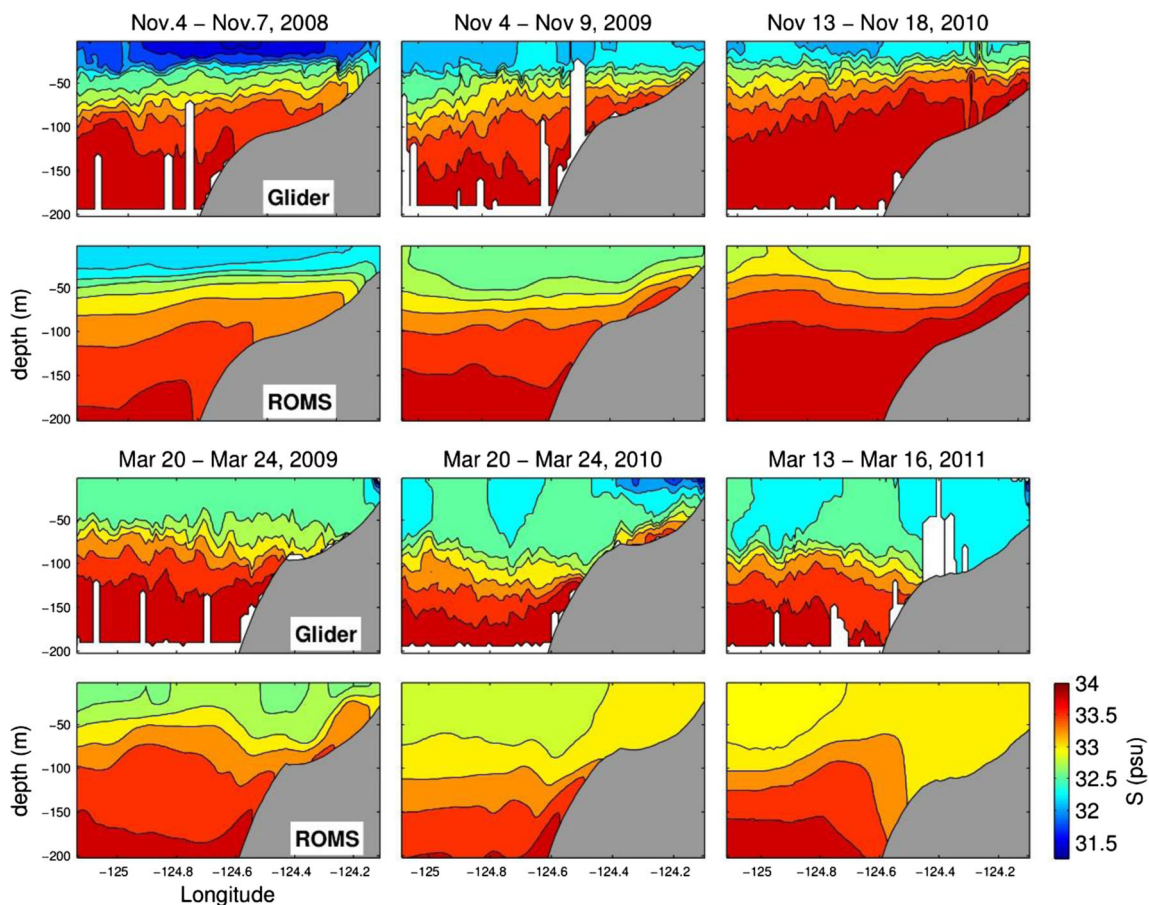 Nov.4 – Nov.7, 2008
Nov 4 – Nov 9, 2009
Nov 13 – Nov 18, 2010
−50
−100
−150
−200
Glider
depth (m)
−50
−100
−150
−200
ROMS
Mar 20 – Mar 24, 2009
Mar 20 – Mar 24, 2010
Mar 13 – Mar 16, 2011
−50
−100
−150
−200
Glider
depth (m)
−50
−100
−150
−200
ROMS
−125 −124.8 −124.6 −124.4 −124.2
−125 −124.8 −124.6 −124.4 −124.2
−125 −124.8 −124.6 −124.4 −124.2
Longitude
34
33.5
33
32.5
32
31.5
S (psu)